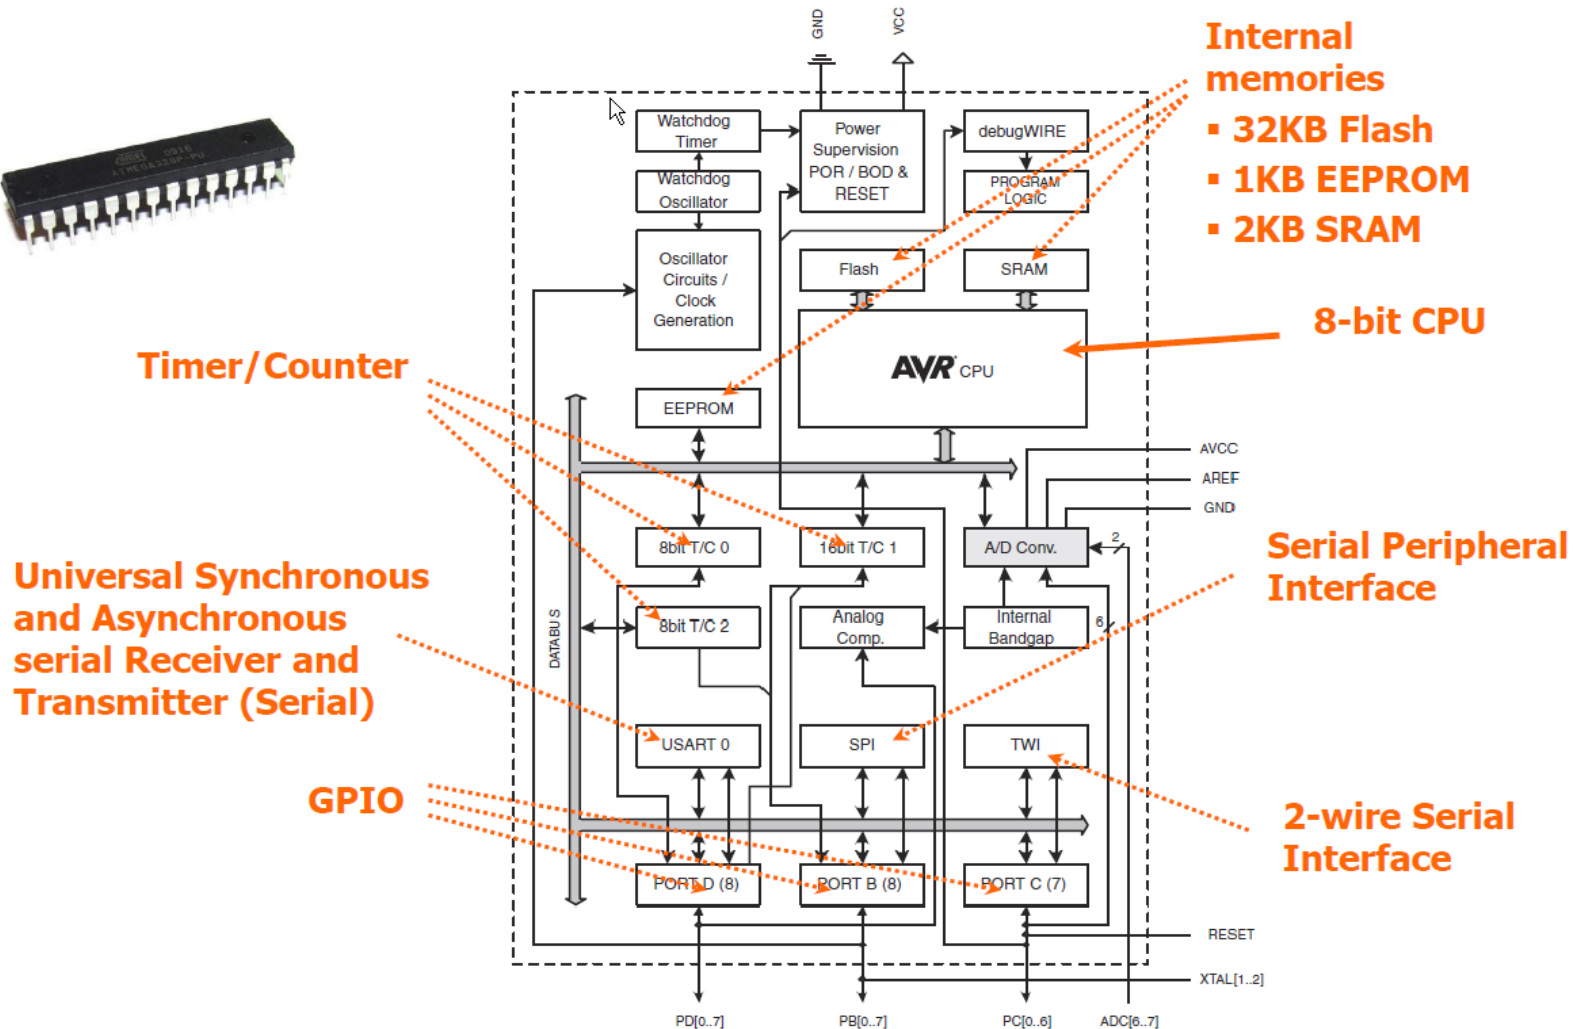 GND
VCC
Internal
memories
▪ 32KB Flash
▪ 1KB EEPROM
▪ 2KB SRAM
Watchdog
Timer
Power
Supervision
POR / BOD &
RESET
debugWIRE
Watchdog
Oscillator
PROGRAM
LOGIC
Oscillator
Circuits /
Clock
Generation
Flash
SRAM
8-bit CPU
AVR CPU
Timer/Counter
EEPROM
AVCC
AREF
GND
8bit T/C 0
16bit T/C 1
A/D Conv.
2
Serial Peripheral
Interface
Universal Synchronous
and Asynchronous
serial Receiver and
Transmitter (Serial)
DATABUS
8bit T/C 2
Analog
Comp.
Internal
Bandgap
6
USART 0
SPI
TWI
GPIO
2-wire Serial
Interface
PORT D (8)
PORT B (8)
PORT C (7)
RESET
XTAL[1..2]
PD[0..7]
PB[0..7]
PC[0..6]
ADC[6..7]